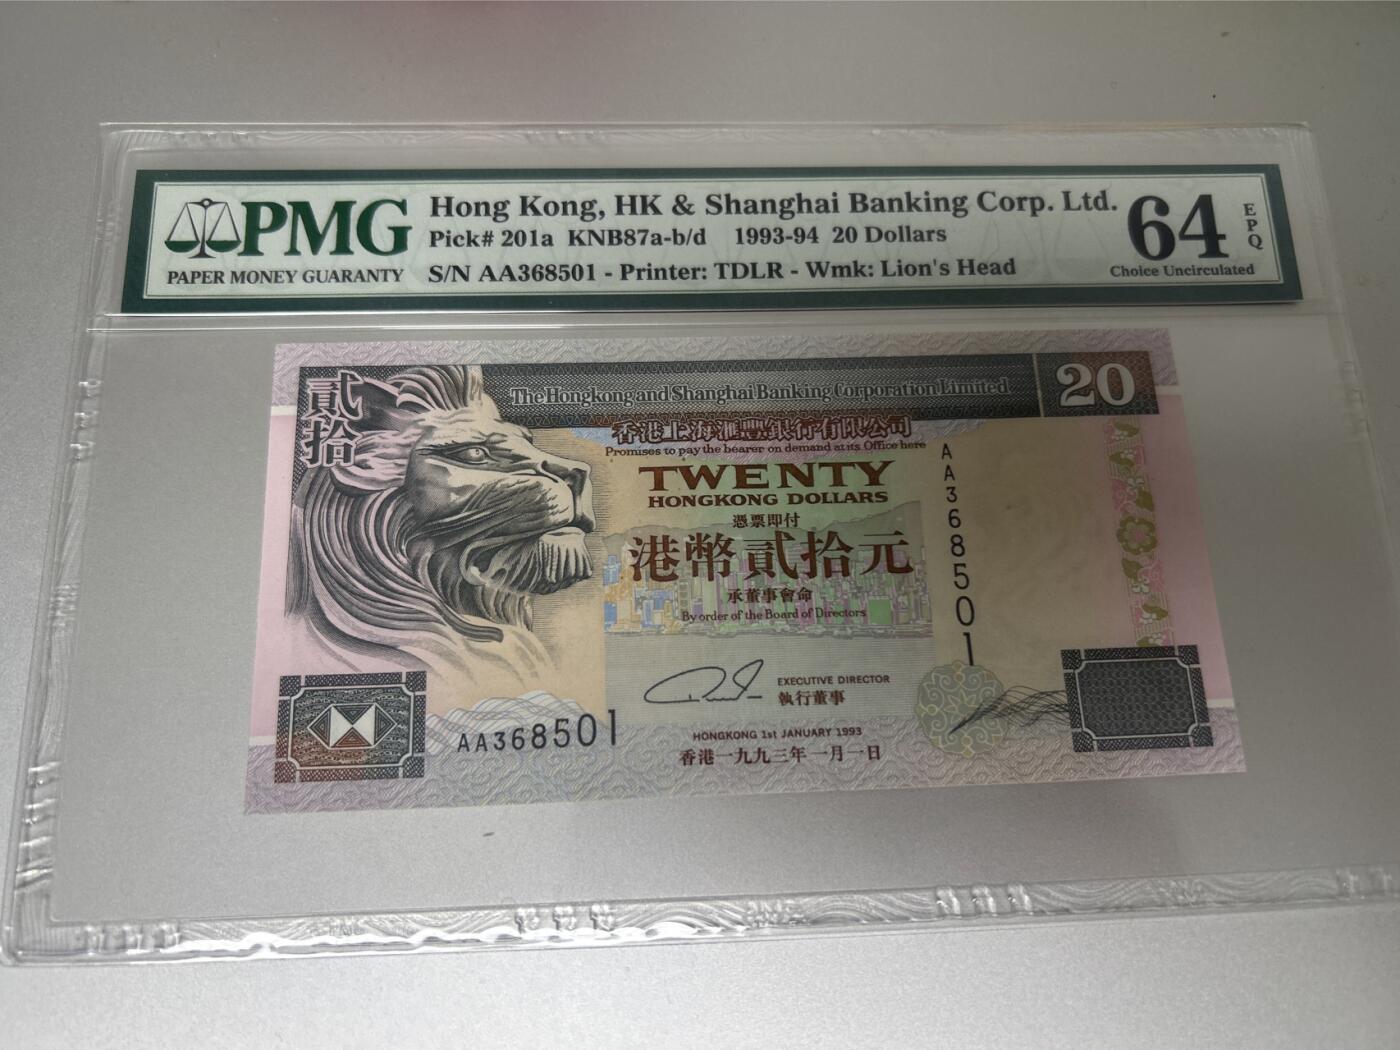 PMG
PAPER MONEY GUARANTY
Hong Kong, HK & Shanghai Banking Corp. Ltd.
Pick# 201a KNB87a-b/d 1993-94 20 Dollars
S/N AA368501 - Printer: TDLR - Wmk: Lion's Head
64
EPQ
Choice Uncirculated
貳拾
The Hongkong and Shanghai Banking Corporation Limited
20
香港上海滙豐銀行有限公司
Promises to pay the bearer on demand at its Office here
TWENTY
HONGKONG DOLLARS
憑票即付
港幣貳拾元
承董事會命
By order of the Board of Directors
AA368501
EXECUTIVE DIRECTOR
執行董事
AA368501
HONGKONG 1st JANUARY 1993
香港一九九三年一月一日